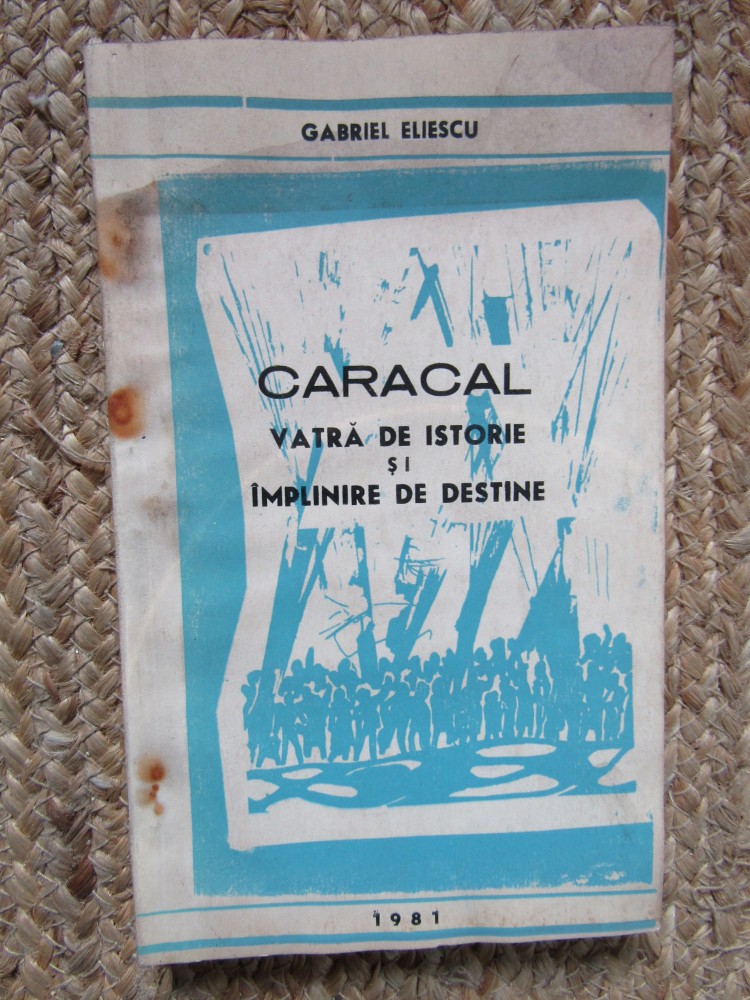 GABRIEL ELIESCU
CARACAL
VATRĂ DE ISTORIE
ȘI
ÎMPLINIRE DE DESTINE
1981